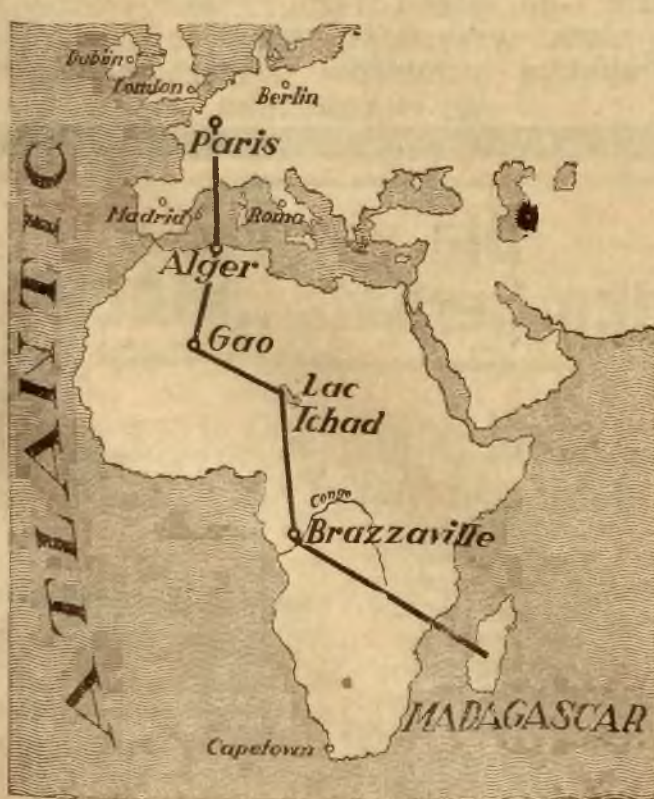 Dublin
London
Berlin
Paris
Madrid
Roma
Alger
Gao
Lac
Tchad
Congo
Brazzaville
MADAGASCAR
Capetown
ATLANTIC